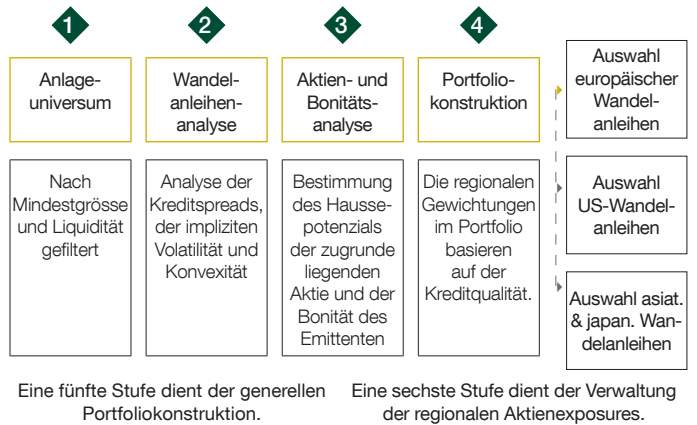 1
Anlage-
universum
Nach
Mindestgrösse
und Liquidität
gefiltert
2
Wandel-
anleihen-
analyse
Analyse der
Kreditspreads,
der impliziten
Volatilität und
Konvexität
3
Aktien- und
Bonitäts-
analyse
Bestimmung
des Hausse-
potenzials
der zugrunde
liegenden
Aktie und der
Bonität des
Emittenten
4
Portfolio-
konstruktion
Die regionalen
Gewichtungen
im Portfolio
basieren
auf der
Kreditqualität.
Auswahl
europäischer
Wandel-
anleihen
Auswahl
US-Wandel-
anleihen
Auswahl asiat.
& japan. Wan-
delanleihen
Eine fünfte Stufe dient der generellen
Portfoliokonstruktion.
Eine sechste Stufe dient der Verwaltung
der regionalen Aktienexposures.